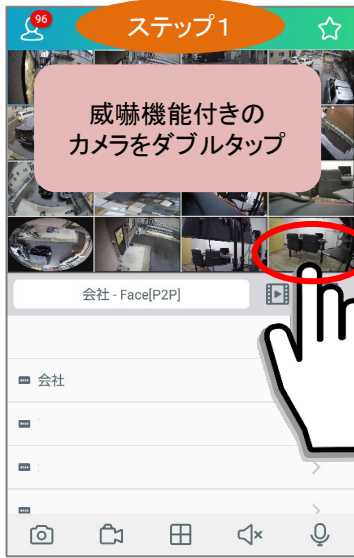 96
ステップ1
威嚇機能付きの
カメラをダブルタップ
会社 - Face[P2P]
会社